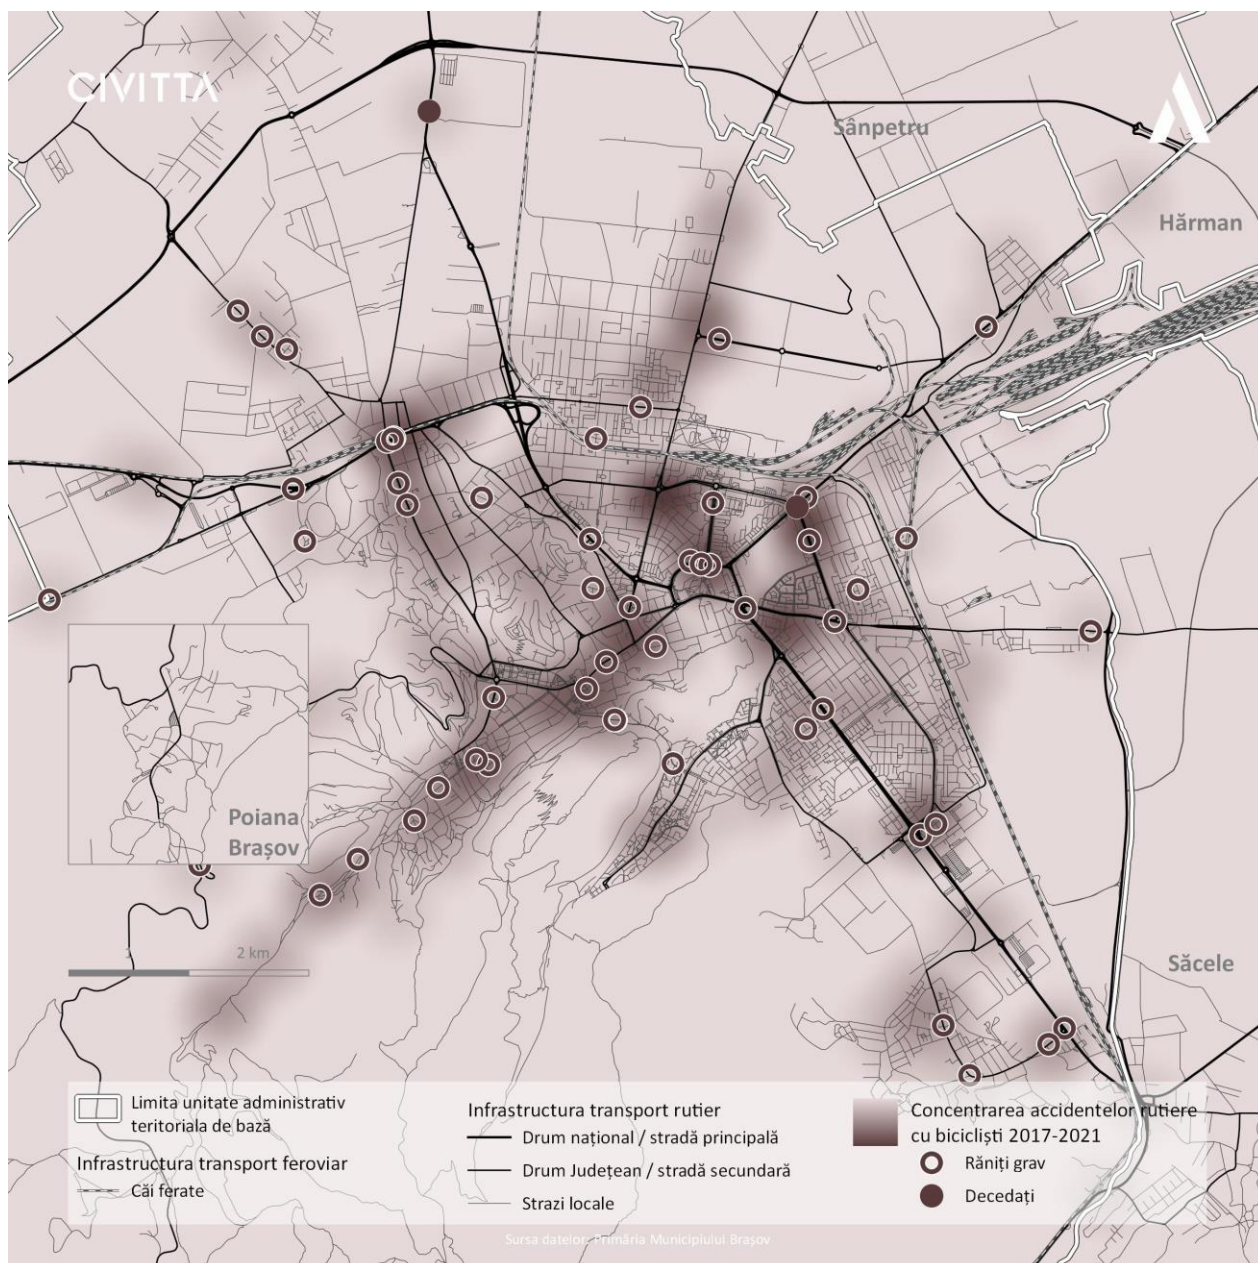 CIVITTA
Sânpetru
Hărman
Poiana
Brașov
2 km
Săcele
Limita unitate administrativ
teritoriala de bază
Infrastructura transport feroviar
Căi ferate
Infrastructura transport rutier
Drum național / stradă principală
Drum Județean / stradă secundară
Strazi locale
Concentrarea accidentelor rutiere
cu bicicliști 2017-2021
Răniți grav
Decedați
Sursa datelor: Primăria Municipiului Brașov